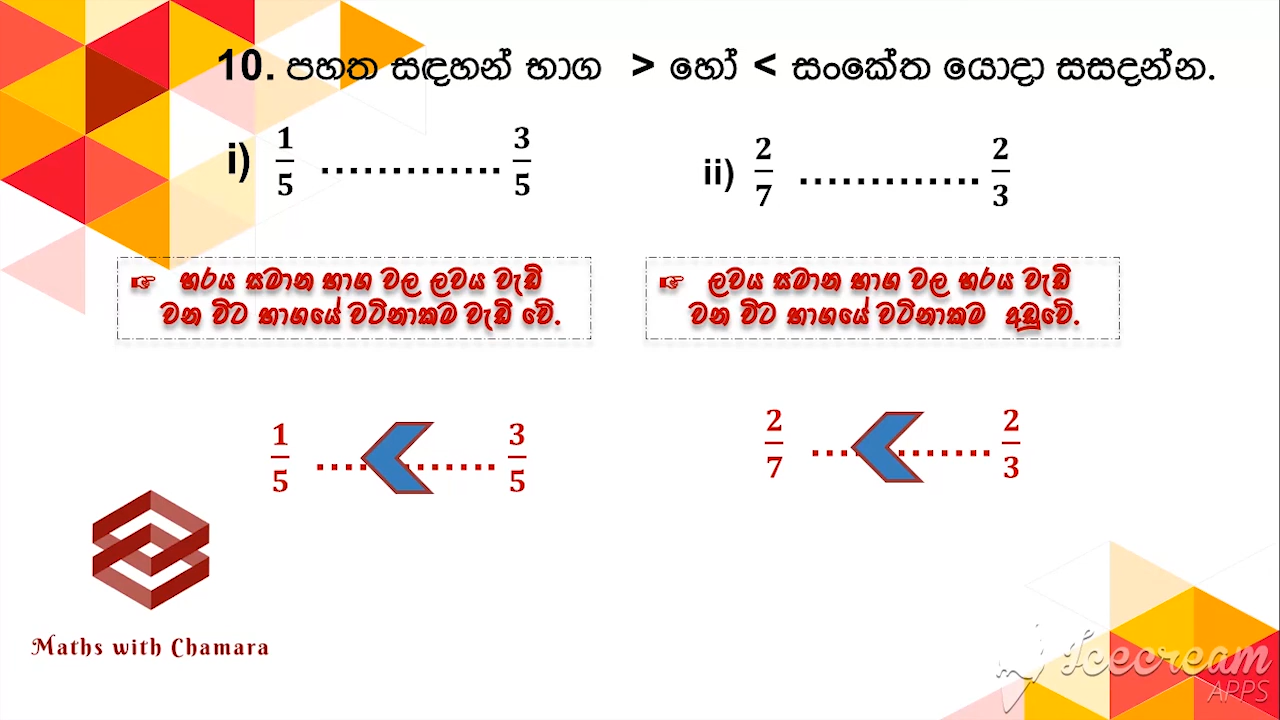 10. පහත සඳහන් භාග > හෝ < සංකේත යොදා සසදන්න.
i) 1/5 ............. 3/5
ii) 2/7 ............. 2/3
☞ හරය සමාන භාග වල ලවය වැඩි
වන විට භාගයේ වටිනාකම වැඩි වේ.
☞ ලවය සමාන භාග වල හරය වැඩි
වන විට භාගයේ වටිනාකම අඩුවේ.
1/5 ............. 3/5
2/7 ............. 2/3
Maths with Chamara
Icecream
APPS